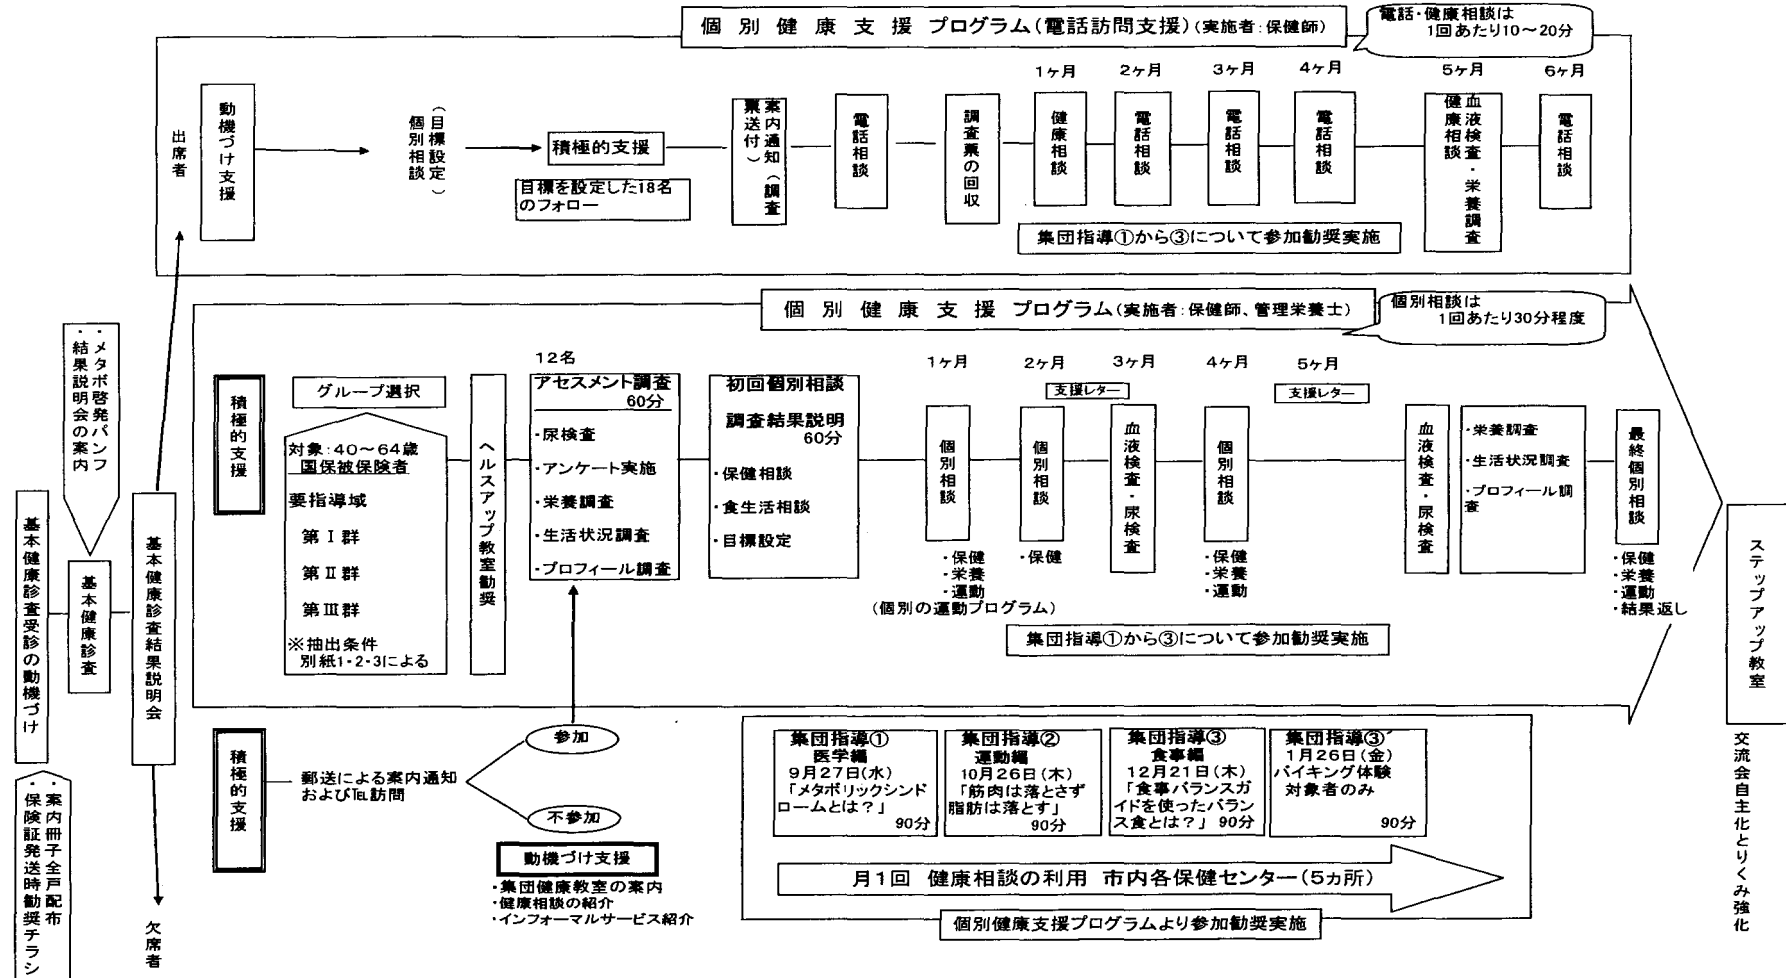 個別健康支援 プログラム(電話訪問支援)(実施者:保健師)
電話・健康相談は
1回あたり10～20分
出席者
動機づけ支援
(目標設定)
個別相談
積極的支援
目標を設定した18名
のフォロー
案内通知(調査
票送付)
電話相談
調査票の回収
1ヶ月
健康相談
2ヶ月
電話相談
3ヶ月
電話相談
4ヶ月
電話相談
5ヶ月
血液検査・栄養調査
健康相談
6ヶ月
電話相談
集団指導①から③について参加勧奨実施
個別健康支援 プログラム(実施者:保健師、管理栄養士)
個別相談は
1回あたり30分程度
・メタボ啓発パンフ
・結果説明会の案内
基本健康診査受診の動機づけ
基本健康診査
基本健康診査結果説明会
・案内冊子全戸配布
・保険証発送時勧奨チラシ
欠席者
積極的支援
グループ選択
対象:40～64歳
国保被保険者
要指導域
第Ⅰ群
第Ⅱ群
第Ⅲ群
※抽出条件
別紙1・2・3による
ヘルスアップ教室勧奨
12名
アセスメント調査
60分
・尿検査
・アンケート実施
・栄養調査
・生活状況調査
・プロフィール調査
初回個別相談
調査結果説明
60分
・保健相談
・食生活相談
・目標設定
1ヶ月
個別相談
・保健
・栄養
・運動
(個別の運動プログラム)
2ヶ月
支援レター
個別相談
・保健
3ヶ月
血液検査・尿検査
4ヶ月
個別相談
・保健
・栄養
・運動
5ヶ月
支援レター
血液検査・尿検査
・栄養調査
・生活状況調査
・プロフィール調
査
最終個別相談
・保健
・栄養
・運動
・結果返し
集団指導①から③について参加勧奨実施
ステップアップ教室
交流会自主化とりくみ強化
積極的支援
郵送による案内通知
および℡訪問
参加
不参加
動機づけ支援
・集団健康教室の案内
・健康相談の紹介
・インフォーマルサービス紹介
集団指導①
医学編
9月27日(水)
「メタボリックシンド
ロームとは?」
90分
集団指導②
運動編
10月26日(木)
「筋肉は落とさず
脂肪は落とす」
90分
集団指導③
食事編
12月21日(木)
「食事バランスガ
イドを使ったバラン
ス食とは?」 90分
集団指導③´
1月26日(金)
バイキング体験
対象者のみ
90分
月1回 健康相談の利用 市内各保健センター(5ヵ所)
個別健康支援プログラムより参加勧奨実施